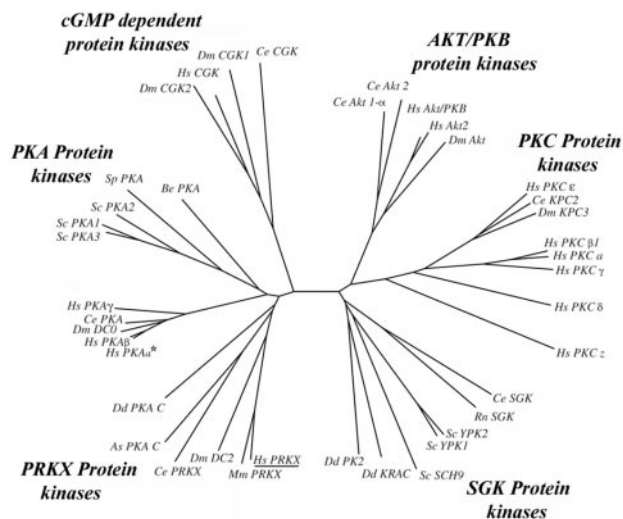 cGMP dependent
protein kinases
Dm CGK1
Ce CGK
Hs CGK
Dm CGK2
AKT/PKB
protein kinases
Ce Akt 2
Ce Akt 1-α
Hs Akt/PKB
Hs Akt2
Dm Akt
PKC Protein
kinases
Hs PKC ε
Ce KPC2
Dm KPC3
Hs PKC β1
Hs PKC a
Hs PKC γ
Hs PKC δ
Hs PKC z
PKA Protein
kinases
Sp PKA
Be PKA
Sc PKA2
Sc PKA1
Sc PKA3
Hs PKAγ
Ce PKA
Dm DC0
Hs PKAβ
Hs PKAa*
Dd PKA C
As PKA C
Ce PRKX
Dm DC2
Mm PRKX
Hs PRKX
PRKX Protein
kinases
Ce SGK
Rn SGK
Sc YPK2
Sc YPK1
Sc SCH9
Dd KRAC
Dd PK2
SGK Protein
kinases